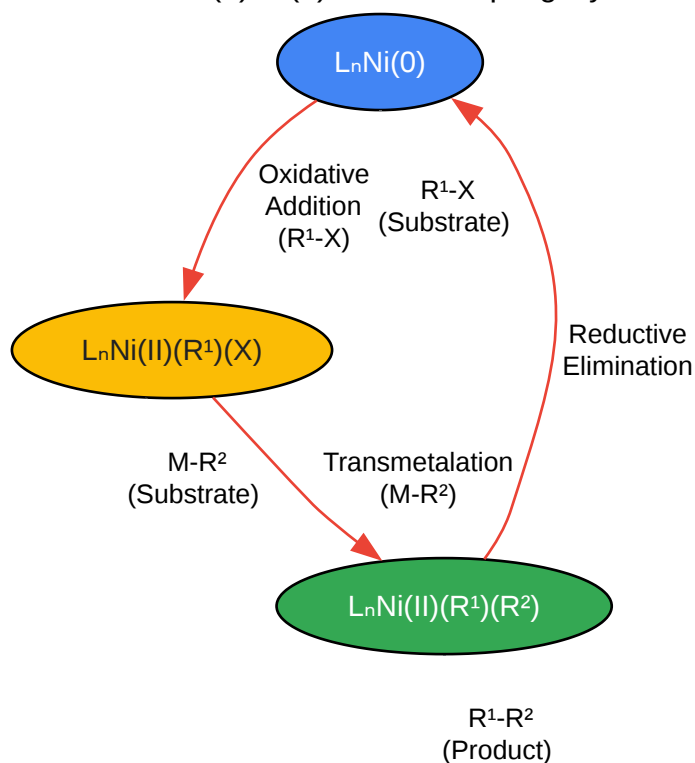 LₙNi(0)
Oxidative
Addition
(R¹-X)
R¹-X
(Substrate)
LₙNi(II)(R¹)(X)
Reductive
Elimination
M-R²
(Substrate)
Transmetalation
(M-R²)
LₙNi(II)(R¹)(R²)
R¹-R²
(Product)